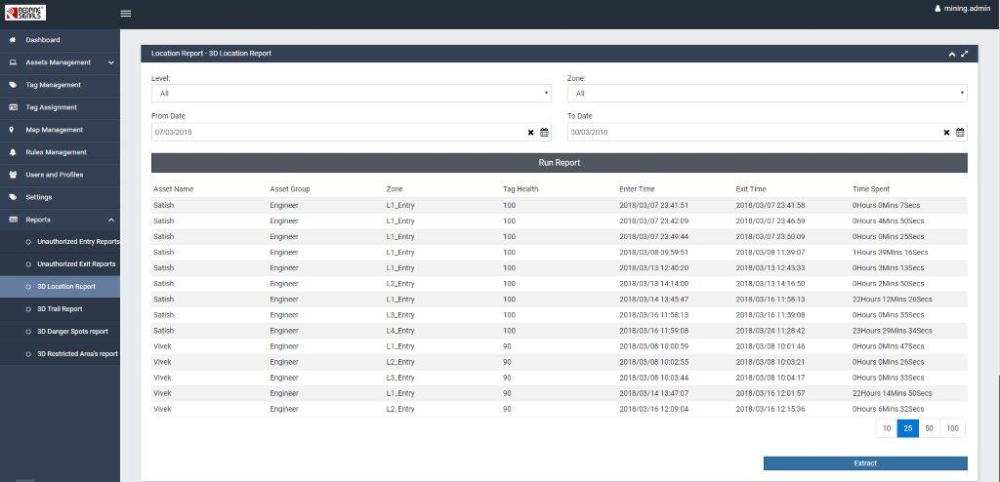 REDPING
SIGNALS
mining.admin
Dashboard
Assets Management
Tag Management
Tag Assignment
Map Management
Rules Management
Users and Profiles
Settings
Reports
Unauthorized Entry Reports
Unauthorized Exit Reports
3D Location Report
3D Trail Report
3D Danger Spots report
3D Restricted Area's report
Location Report - 3D Location Report
Level: Zone:
All All
From Date To Date
07/03/2018 30/03/2018
Run Report
Asset Name Asset Group Zone Tag Health Enter Time Exit Time Time Spent
Satish Engineer L1_Entry 100 2018/03/07 23:41:51 2018/03/07 23:41:58 0Hours 0Mins 7Secs
Satish Engineer L1_Entry 100 2018/03/07 23:42:09 2018/03/07 23:46:59 0Hours 4Mins 50Secs
Satish Engineer L1_Entry 100 2018/03/07 23:49:44 2018/03/07 23:50:09 0Hours 0Mins 25Secs
Satish Engineer L1_Entry 100 2018/03/08 09:59:51 2018/03/08 11:39:07 1Hours 39Mins 16Secs
Satish Engineer L1_Entry 100 2018/03/13 12:40:20 2018/03/13 12:43:33 0Hours 3Mins 13Secs
Satish Engineer L2_Entry 100 2018/03/13 14:14:00 2018/03/13 14:16:50 0Hours 2Mins 50Secs
Satish Engineer L1_Entry 100 2018/03/14 13:45:47 2018/03/16 11:58:13 22Hours 12Mins 26Secs
Satish Engineer L3_Entry 100 2018/03/16 11:58:13 2018/03/16 11:59:08 0Hours 0Mins 55Secs
Satish Engineer L4_Entry 100 2018/03/16 11:59:08 2018/03/24 11:28:42 23Hours 29Mins 34Secs
Vivek Engineer L1_Entry 90 2018/03/08 10:00:59 2018/03/08 10:01:46 0Hours 0Mins 47Secs
Vivek Engineer L2_Entry 90 2018/03/08 10:02:55 2018/03/08 10:03:21 0Hours 0Mins 26Secs
Vivek Engineer L3_Entry 90 2018/03/08 10:03:44 2018/03/08 10:04:17 0Hours 0Mins 33Secs
Vivek Engineer L1_Entry 90 2018/03/14 13:47:07 2018/03/16 12:01:57 22Hours 14Mins 50Secs
Vivek Engineer L2_Entry 90 2018/03/16 12:09:04 2018/03/16 12:15:36 0Hours 6Mins 32Secs
10 25 50 100
Extract